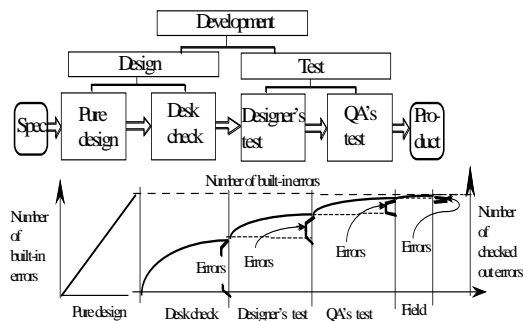 Development
Design
Test
Spec
Pure
design
Desk
check
Designer's
test
QA's
test
Pro-
duct
Number of built-in errors
Number
of
built-in
errors
Errors
Errors
Errors
Errors
Number of
checked
out errors
Pure design
Desk check
Designer's test
QA's test
Field